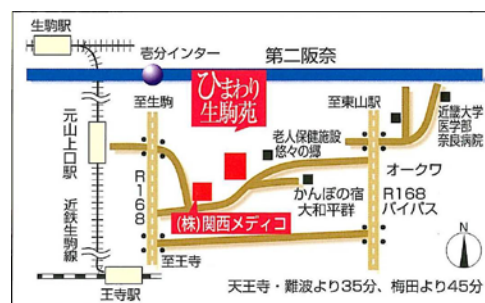 生駒駅
壱分インター
第二阪奈
至生駒
ひまわり
生駒苑
至東山駅
近畿大学
医学部
奈良病院
老人保健施設
悠々の郷
元山上口駅
R168
オークワ
かんぽの宿
大和平群
R168
バイパス
近鉄生駒線
(株)関西メディコ
至王寺
N
王寺駅
天王寺・難波より35分、梅田より45分